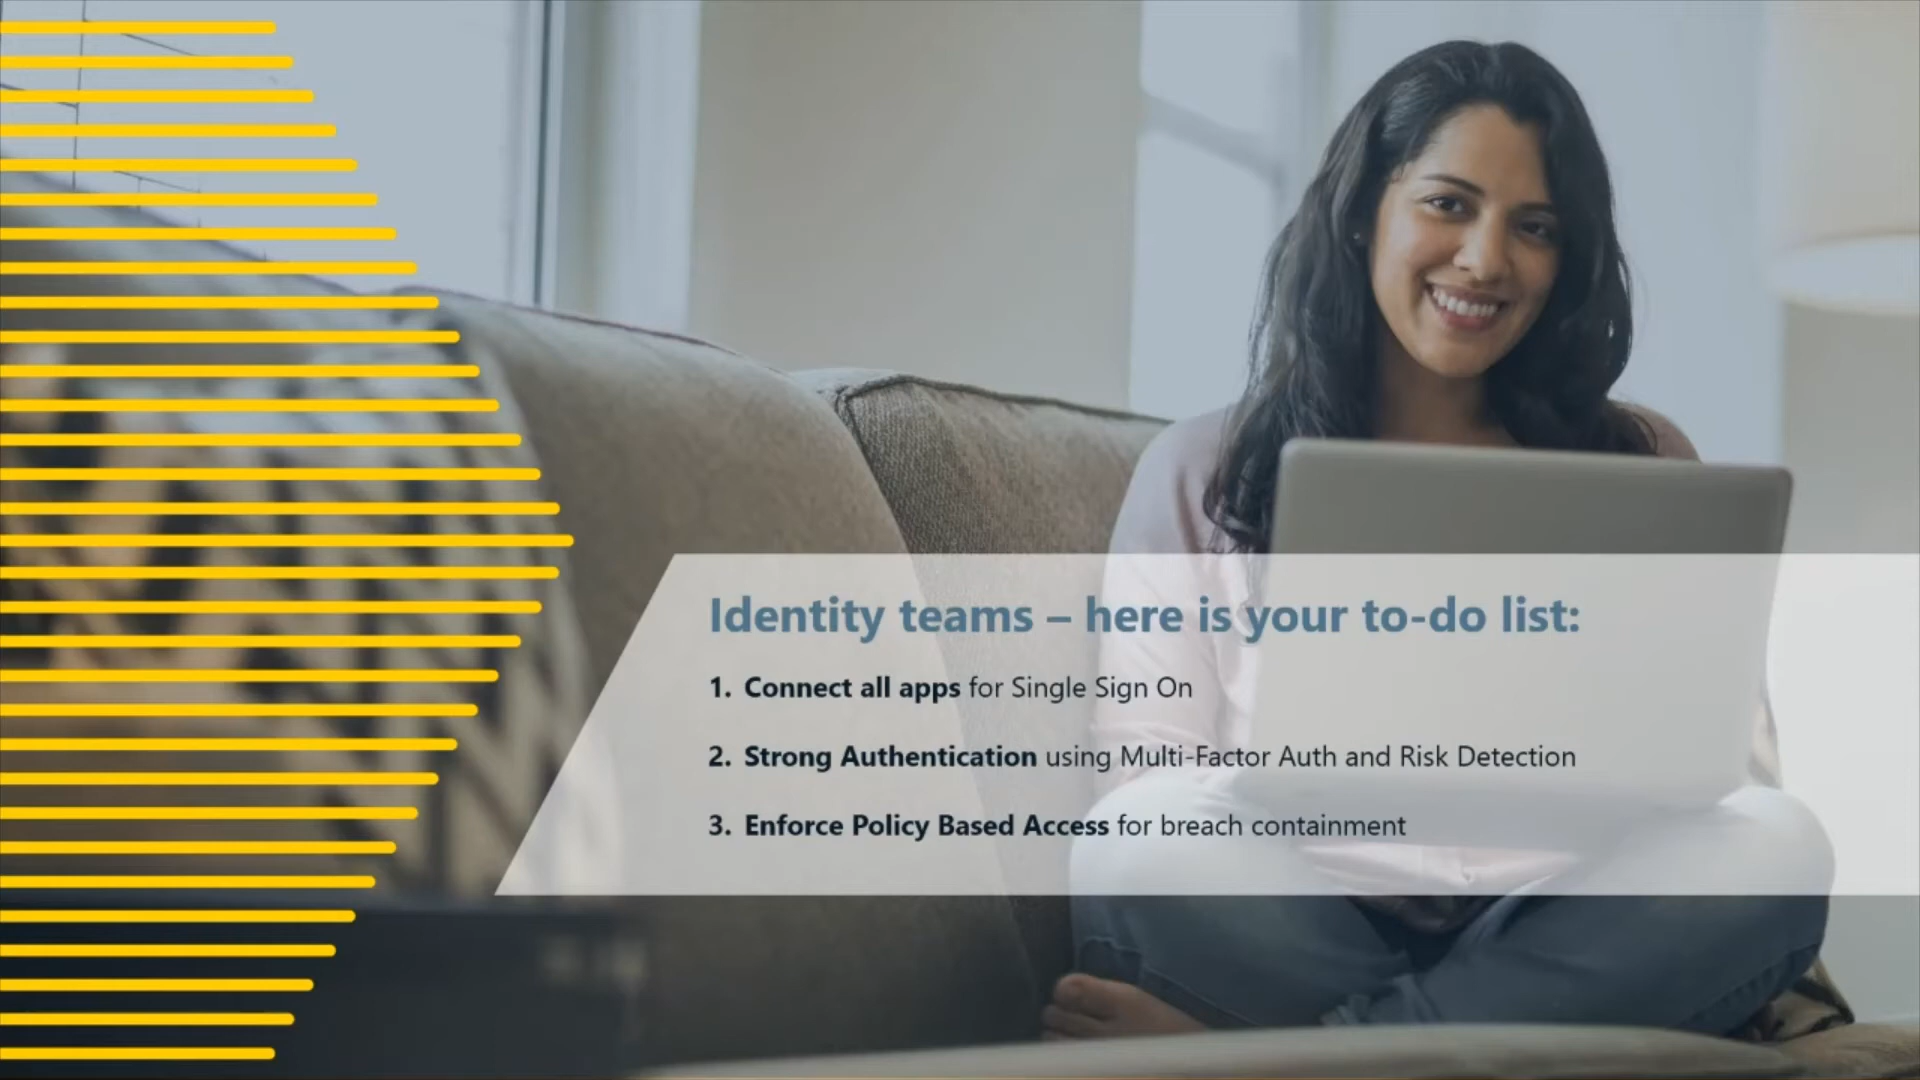 Identity teams – here is your to-do list:
1. Connect all apps for Single Sign On
2. Strong Authentication using Multi-Factor Auth and Risk Detection
3. Enforce Policy Based Access for breach containment